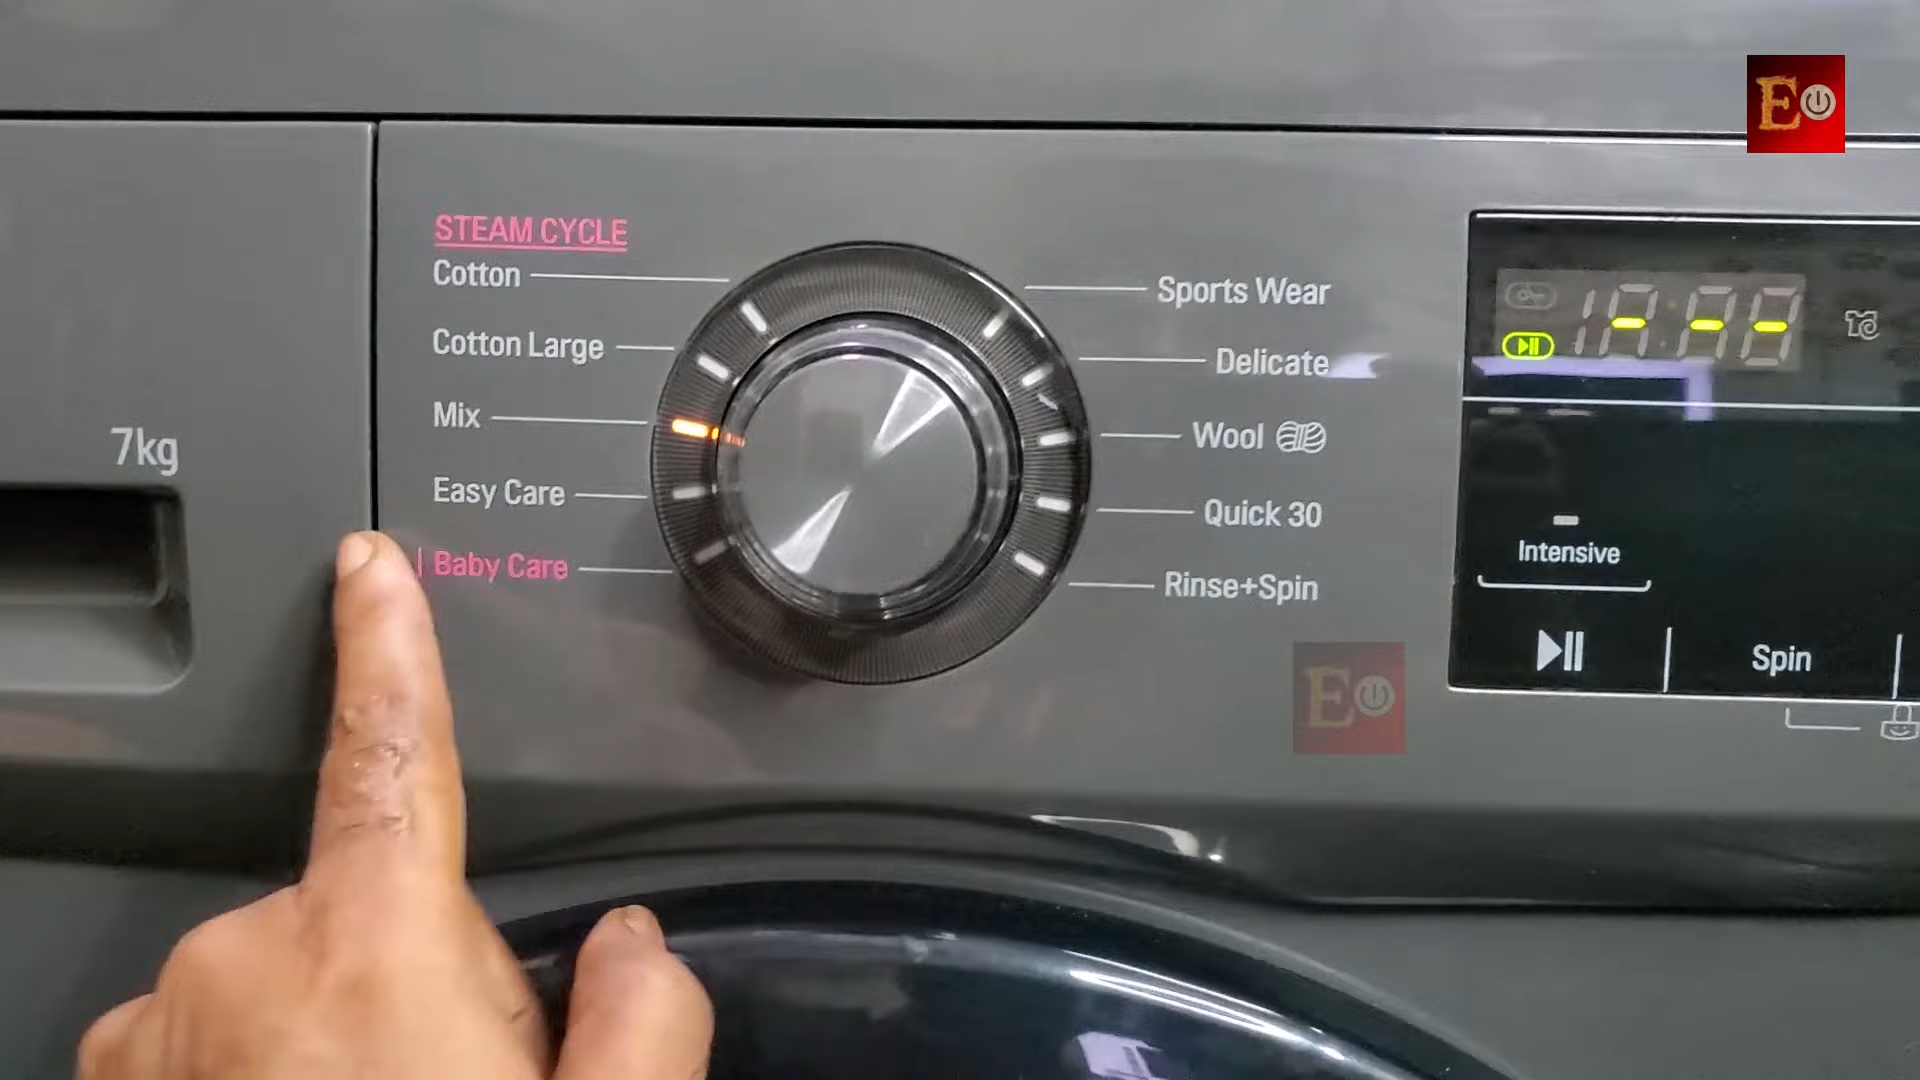 E
STEAM CYCLE
Cotton
Cotton Large
Mix
Easy Care
Baby Care
7kg
Sports Wear
Delicate
Wool
Quick 30
Rinse+Spin
- - -
Intensive
Spin
E